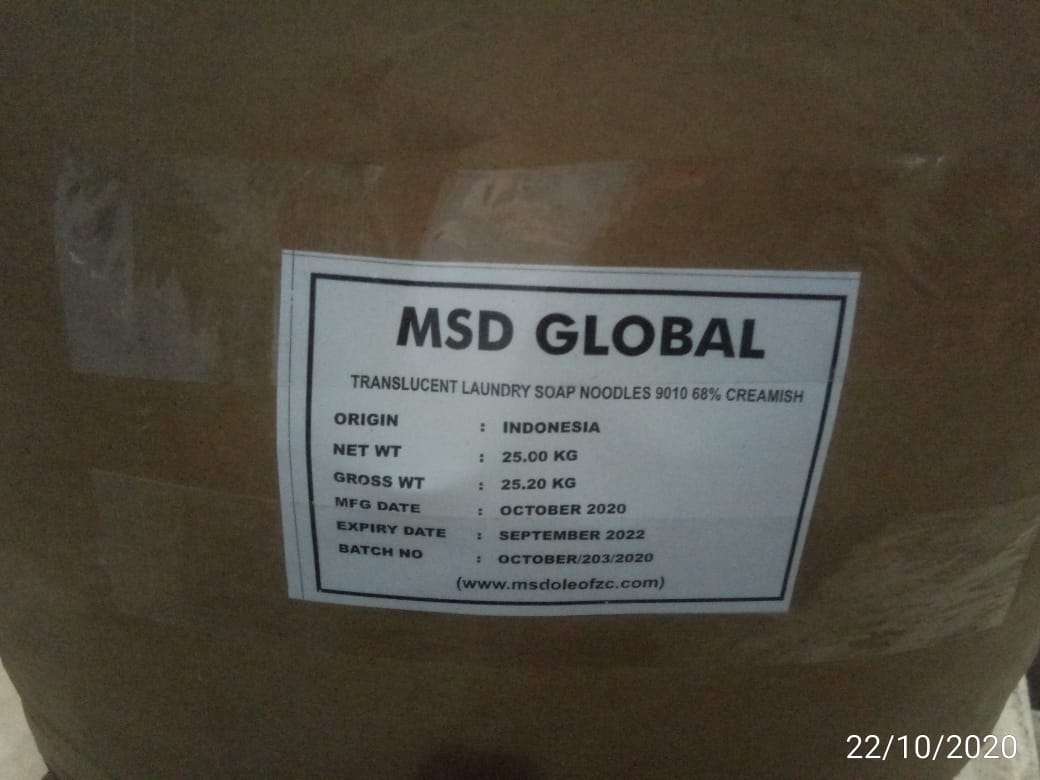 MSD GLOBAL
TRANSLUCENT LAUNDRY SOAP NOODLES 9010 68% CREAMISH
ORIGIN : INDONESIA
NET WT : 25.00 KG
GROSS WT : 25.20 KG
MFG DATE : OCTOBER 2020
EXPIRY DATE : SEPTEMBER 2022
BATCH NO : OCTOBER/203/2020
(www.msdoleofzc.com)
22/10/2020